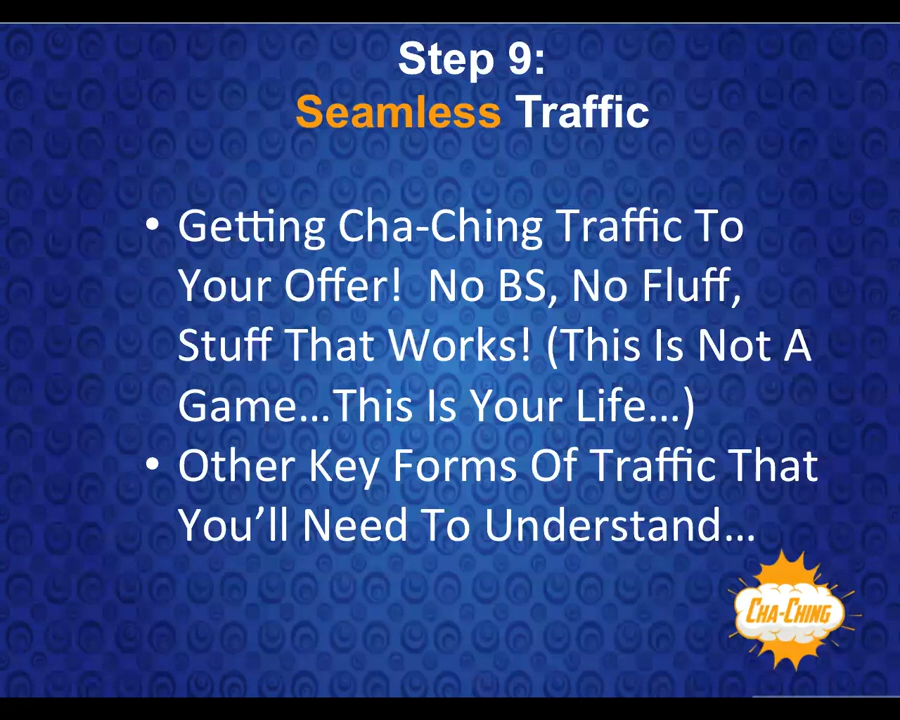 Step 9:
Seamless Traffic
• Getting Cha-Ching Traffic To
Your Offer!  No BS, No Fluff,
Stuff That Works! (This Is Not A
Game…This Is Your Life…)
• Other Key Forms Of Traffic That
You’ll Need To Understand…
CHA-CHING